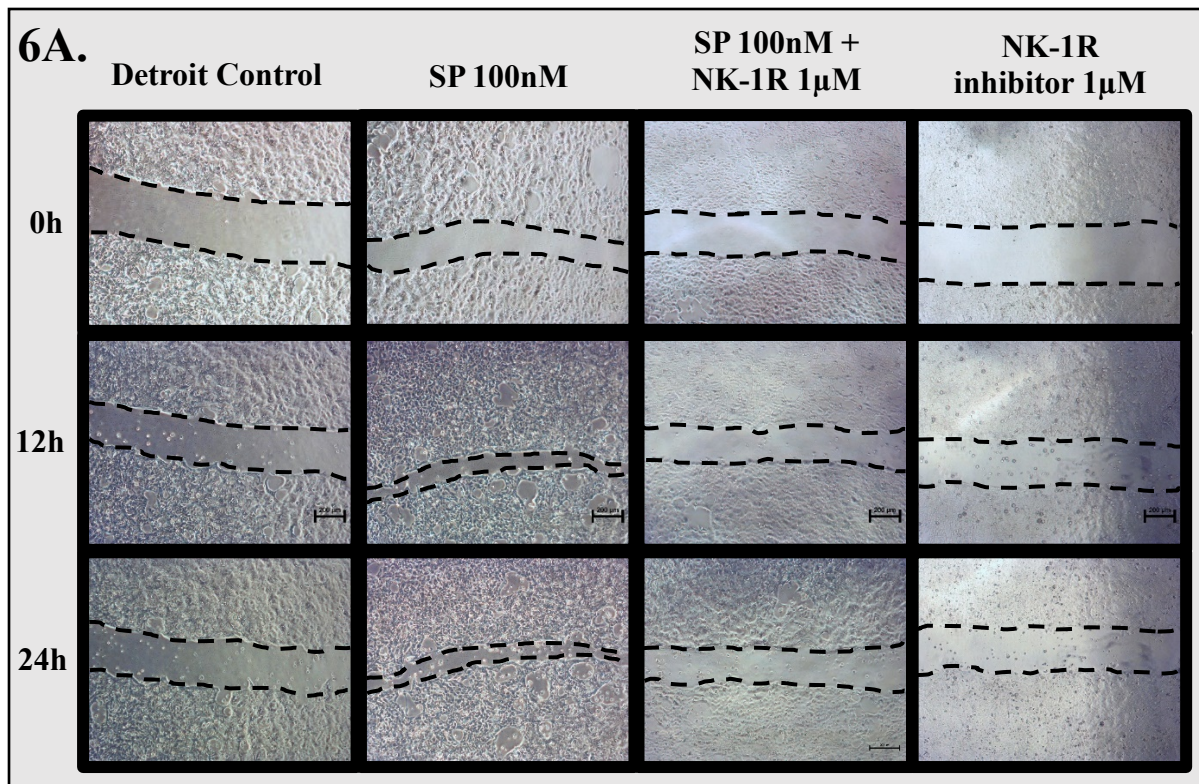 6A.
Detroit Control
SP 100nM
SP 100nM +
NK-1R 1μM
NK-1R
inhibitor 1μM
0h
12h
200 μm
200 μm
200 μm
200 μm
24h